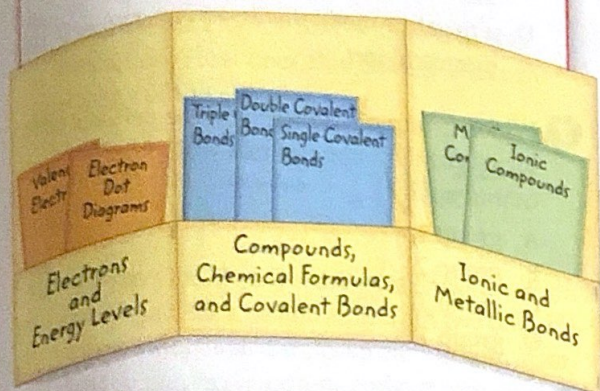 Electron
Dot
Diagrams
Electrons
and
Energy Levels
Triple
Bonds
Double Covalent
Single Covalent
Bonds
Compounds,
Chemical Formulas,
and Covalent Bonds
Ionic
Compounds
Ionic and
Metallic Bonds